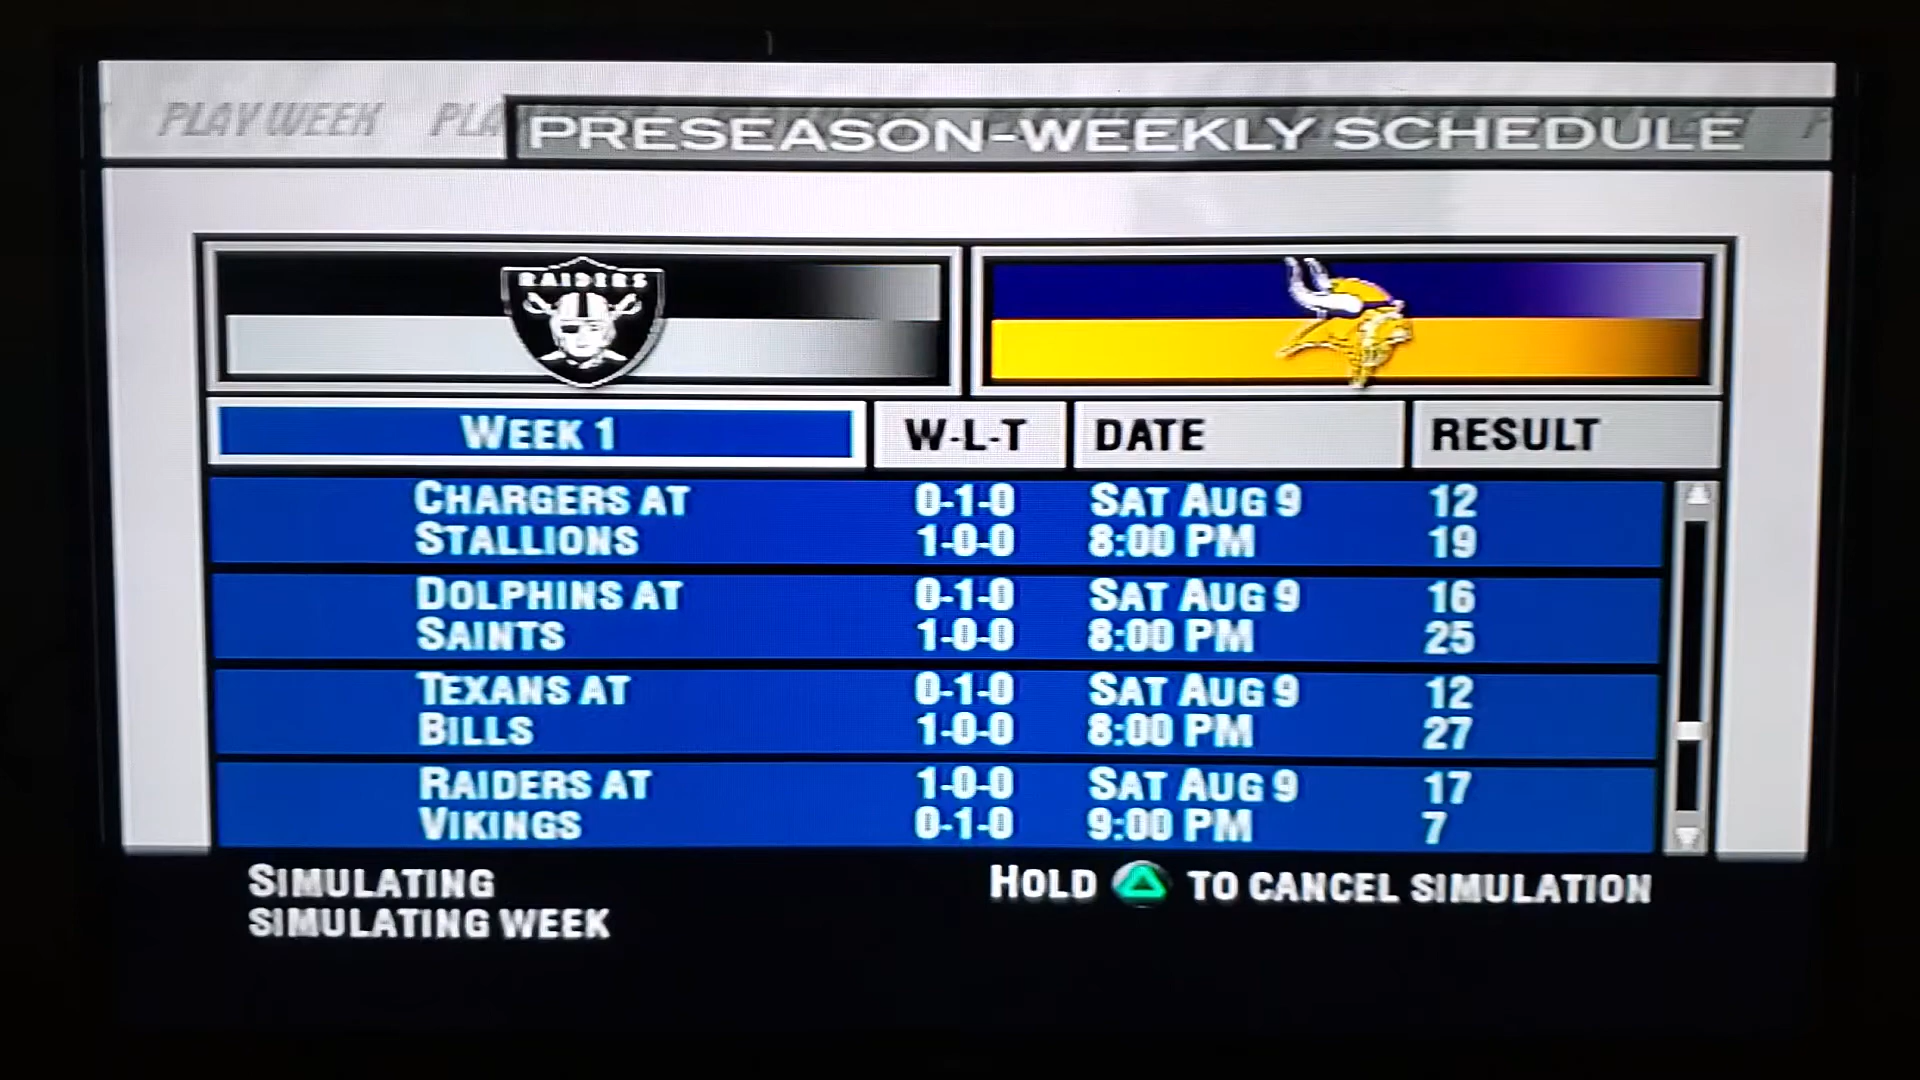 PLAY WEEK
PRESEASON-WEEKLY SCHEDULE
RAIDERS
WEEK 1 W-L-T DATE RESULT
CHARGERS AT 0-1-0 SAT AUG 9 12
STALLIONS 1-0-0 8:00 PM 19
DOLPHINS AT 0-1-0 SAT AUG 9 16
SAINTS 1-0-0 8:00 PM 25
TEXANS AT 0-1-0 SAT AUG 9 12
BILLS 1-0-0 8:00 PM 27
RAIDERS AT 1-0-0 SAT AUG 9 17
VIKINGS 0-1-0 9:00 PM 7
SIMULATING HOLD TO CANCEL SIMULATION
SIMULATING WEEK